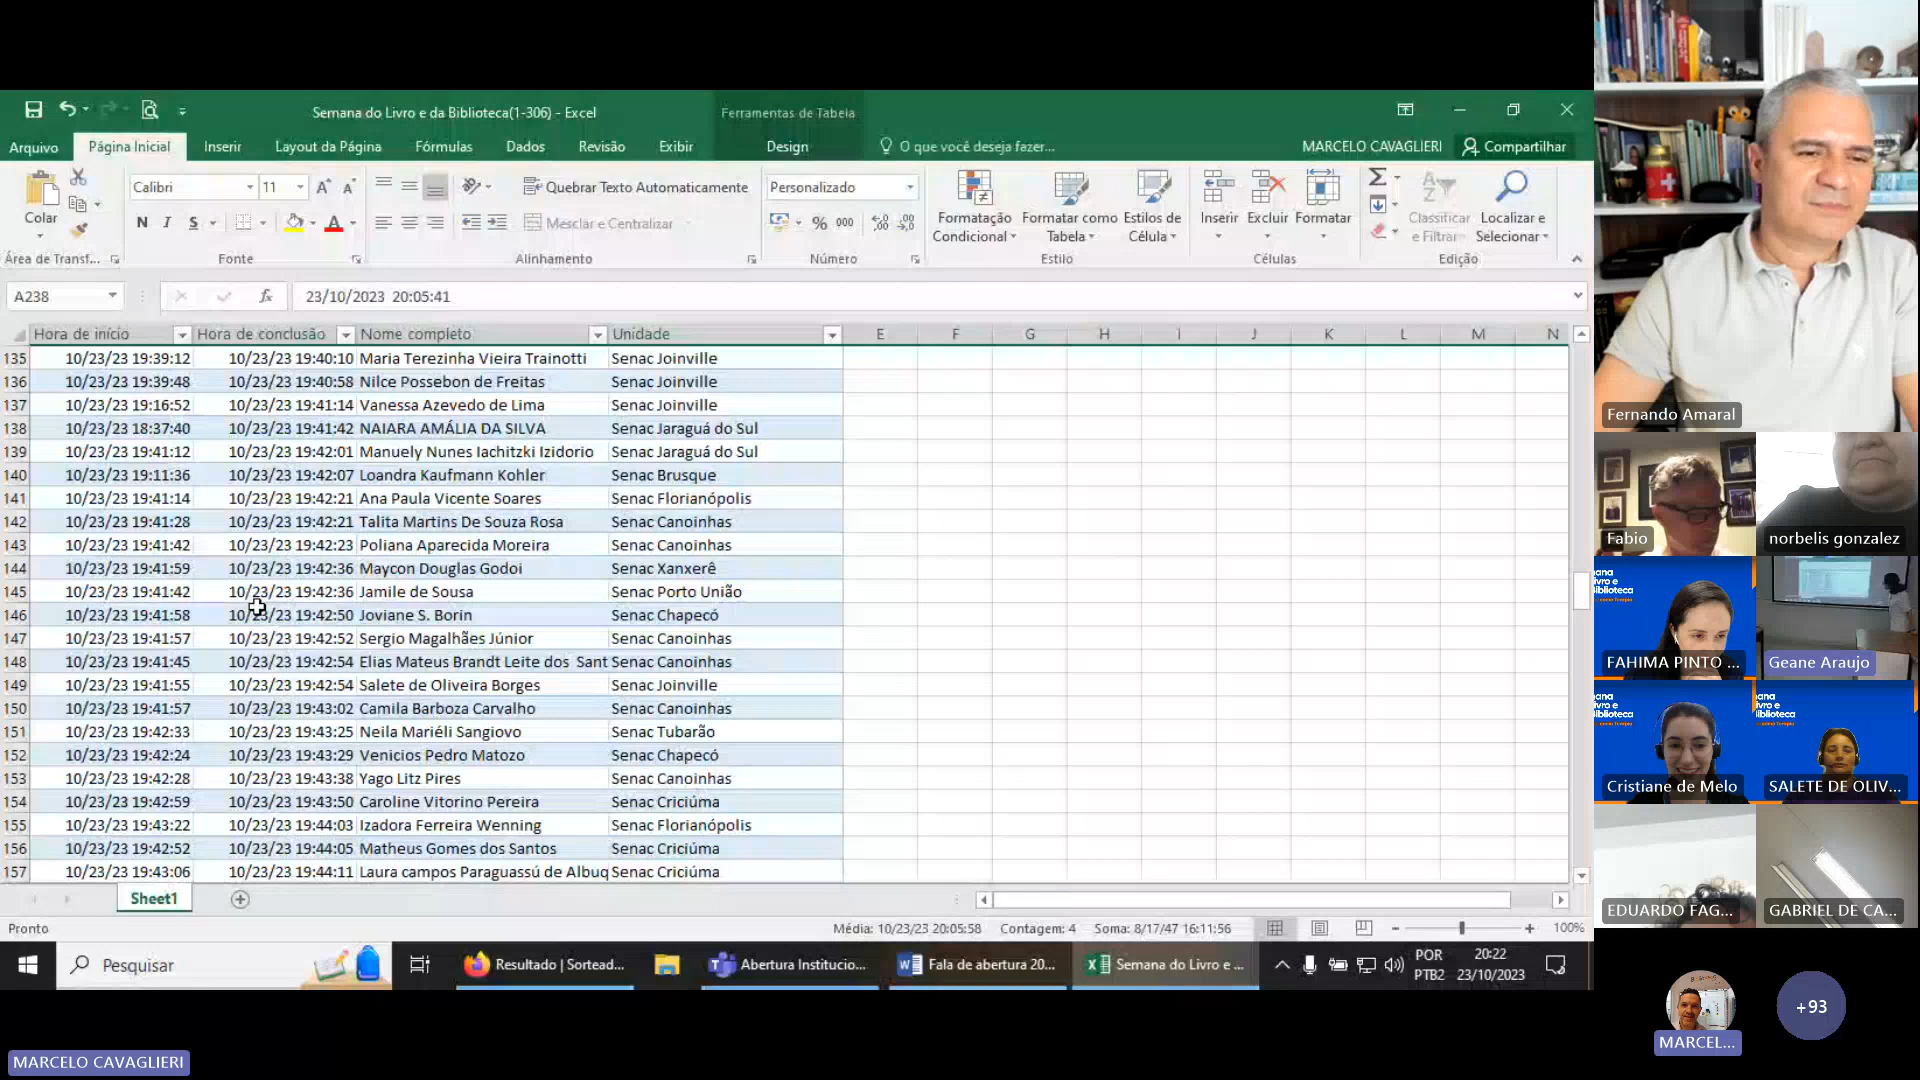 Semana do Livro e da Biblioteca(1-306) - Excel
Ferramentas de Tabela
Arquivo
Página Inicial
Inserir
Layout da Página
Fórmulas
Dados
Revisão
Exibir
Design
O que você deseja fazer...
MARCELO CAVAGLIERI
Compartilhar
Colar
Calibri
11
N I S
Quebrar Texto Automaticamente
Mesclar e Centralizar
Personalizado
% 000
Formatação Condicional
Formatar como Tabela
Estilos de Célula
Inserir
Excluir
Formatar
Classificar e Filtrar
Localizar e Selecionar
Área de Transf...
Fonte
Alinhamento
Número
Estilo
Células
Edição
A238
fx
23/10/2023 20:05:41
Hora de início Hora de conclusão Nome completo Unidade E F G H I J K L M N
135 10/23/23 19:39:12 10/23/23 19:40:10 Maria Terezinha Vieira Trainotti Senac Joinville
136 10/23/23 19:39:48 10/23/23 19:40:58 Nilce Possebon de Freitas Senac Joinville
137 10/23/23 19:16:52 10/23/23 19:41:14 Vanessa Azevedo de Lima Senac Joinville
138 10/23/23 18:37:40 10/23/23 19:41:42 NAIARA AMÁLIA DA SILVA Senac Jaraguá do Sul
139 10/23/23 19:41:12 10/23/23 19:42:01 Manuely Nunes Iachitzki Izidorio Senac Jaraguá do Sul
140 10/23/23 19:11:36 10/23/23 19:42:07 Loandra Kaufmann Kohler Senac Brusque
141 10/23/23 19:41:14 10/23/23 19:42:21 Ana Paula Vicente Soares Senac Florianópolis
142 10/23/23 19:41:28 10/23/23 19:42:21 Talita Martins De Souza Rosa Senac Canoinhas
143 10/23/23 19:41:42 10/23/23 19:42:23 Poliana Aparecida Moreira Senac Canoinhas
144 10/23/23 19:41:59 10/23/23 19:42:36 Maycon Douglas Godoi Senac Xanxerê
145 10/23/23 19:41:42 10/23/23 19:42:36 Jamile de Sousa Senac Porto União
146 10/23/23 19:41:58 10/23/23 19:42:50 Joviane S. Borin Senac Chapecó
147 10/23/23 19:41:57 10/23/23 19:42:52 Sergio Magalhães Júnior Senac Canoinhas
148 10/23/23 19:41:45 10/23/23 19:42:54 Elias Mateus Brandt Leite dos Sant Senac Canoinhas
149 10/23/23 19:41:55 10/23/23 19:42:54 Salete de Oliveira Borges Senac Joinville
150 10/23/23 19:41:57 10/23/23 19:43:02 Camila Barboza Carvalho Senac Canoinhas
151 10/23/23 19:42:33 10/23/23 19:43:25 Neila Mariéli Sangiovo Senac Tubarão
152 10/23/23 19:42:24 10/23/23 19:43:29 Venicios Pedro Matozo Senac Chapecó
153 10/23/23 19:42:28 10/23/23 19:43:38 Yago Litz Pires Senac Canoinhas
154 10/23/23 19:42:59 10/23/23 19:43:50 Caroline Vitorino Pereira Senac Criciúma
155 10/23/23 19:43:22 10/23/23 19:44:03 Izadora Ferreira Wenning Senac Florianópolis
156 10/23/23 19:42:52 10/23/23 19:44:05 Matheus Gomes dos Santos Senac Criciúma
157 10/23/23 19:43:06 10/23/23 19:44:11 Laura campos Paraguassú de Albuq Senac Criciúma
Sheet1
Pronto
Média: 10/23/23 20:05:58
Contagem: 4
Soma: 8/17/47 16:11:56
100%
Pesquisar
Resultado | Sortead...
Abertura Institucio...
Fala de abertura 20...
Semana do Livro e ...
POR
PTB2
20:22
23/10/2023
MARCELO CAVAGLIERI
Fernando Amaral
Fabio
norbelis gonzalez
FAHIMA PINTO ...
Geane Araujo
Cristiane de Melo
SALETE DE OLIV...
EDUARDO FAG...
GABRIEL DE CA...
MARCEL...
+93